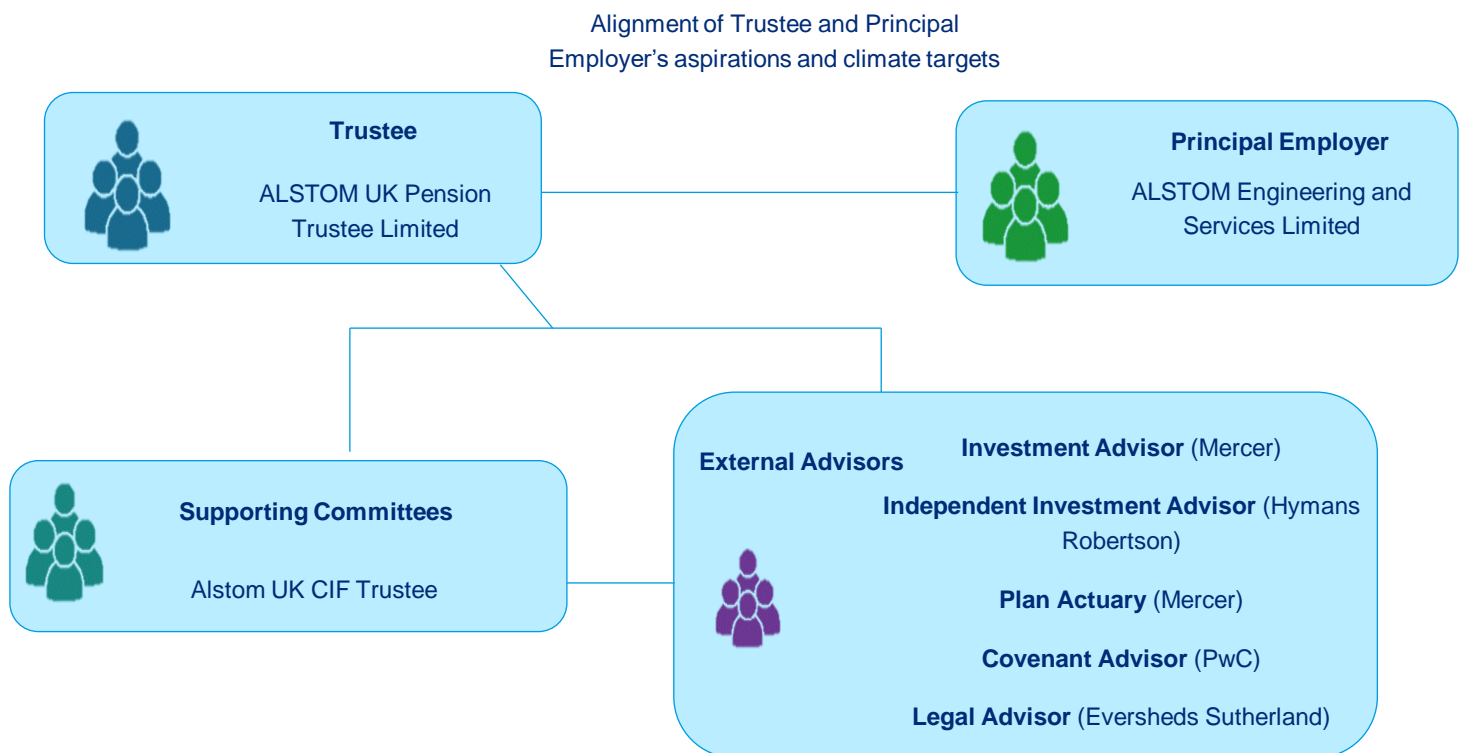 Alignment of Trustee and Principal
Employer’s aspirations and climate targets
Trustee
ALSTOM UK Pension
Trustee Limited
Principal Employer
ALSTOM Engineering and
Services Limited
Supporting Committees
Alstom UK CIF Trustee
External Advisors
Investment Advisor (Mercer)
Independent Investment Advisor (Hymans
Robertson)
Plan Actuary (Mercer)
Covenant Advisor (PwC)
Legal Advisor (Eversheds Sutherland)